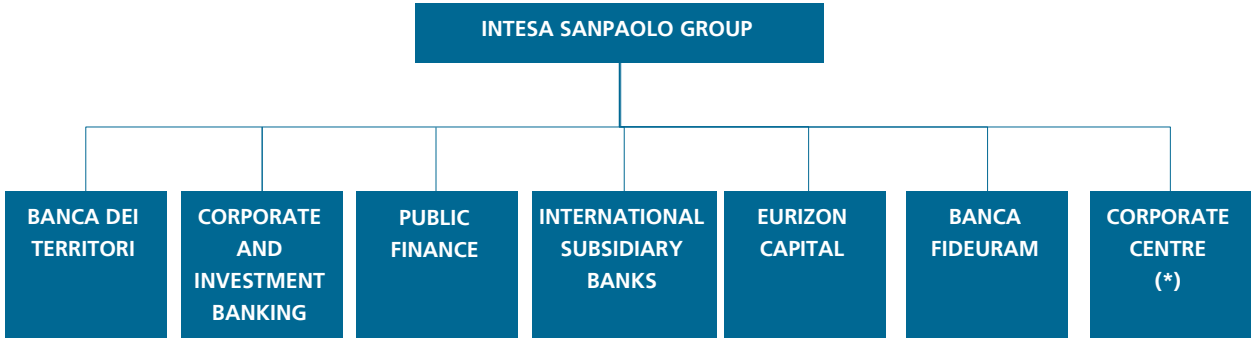 INTESA SANPAOLO GROUP
BANCA DEI
TERRITORI
CORPORATE
AND
INVESTMENT
BANKING
PUBLIC
FINANCE
INTERNATIONAL
SUBSIDIARY
BANKS
EURIZON
CAPITAL
BANCA
FIDEURAM
CORPORATE
CENTRE
(*)